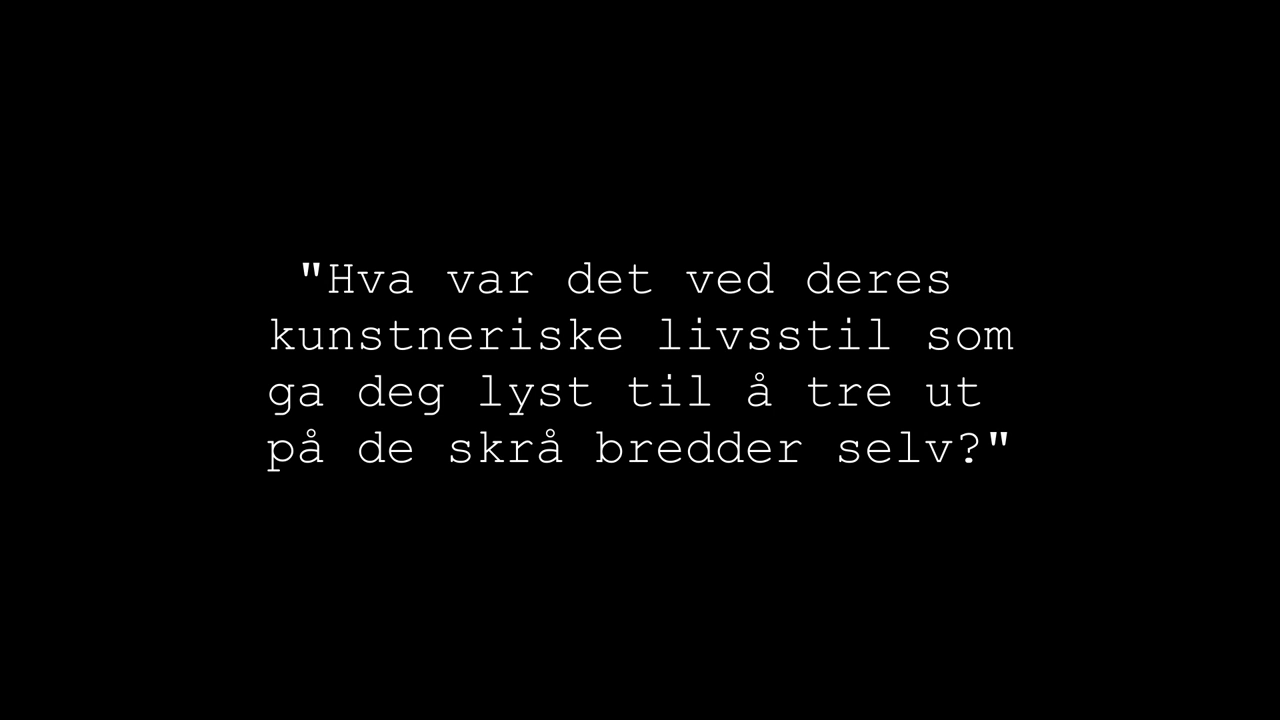 "Hva var det ved deres
kunstneriske livsstil som
ga deg lyst til å tre ut
på de skrå bredder selv?"